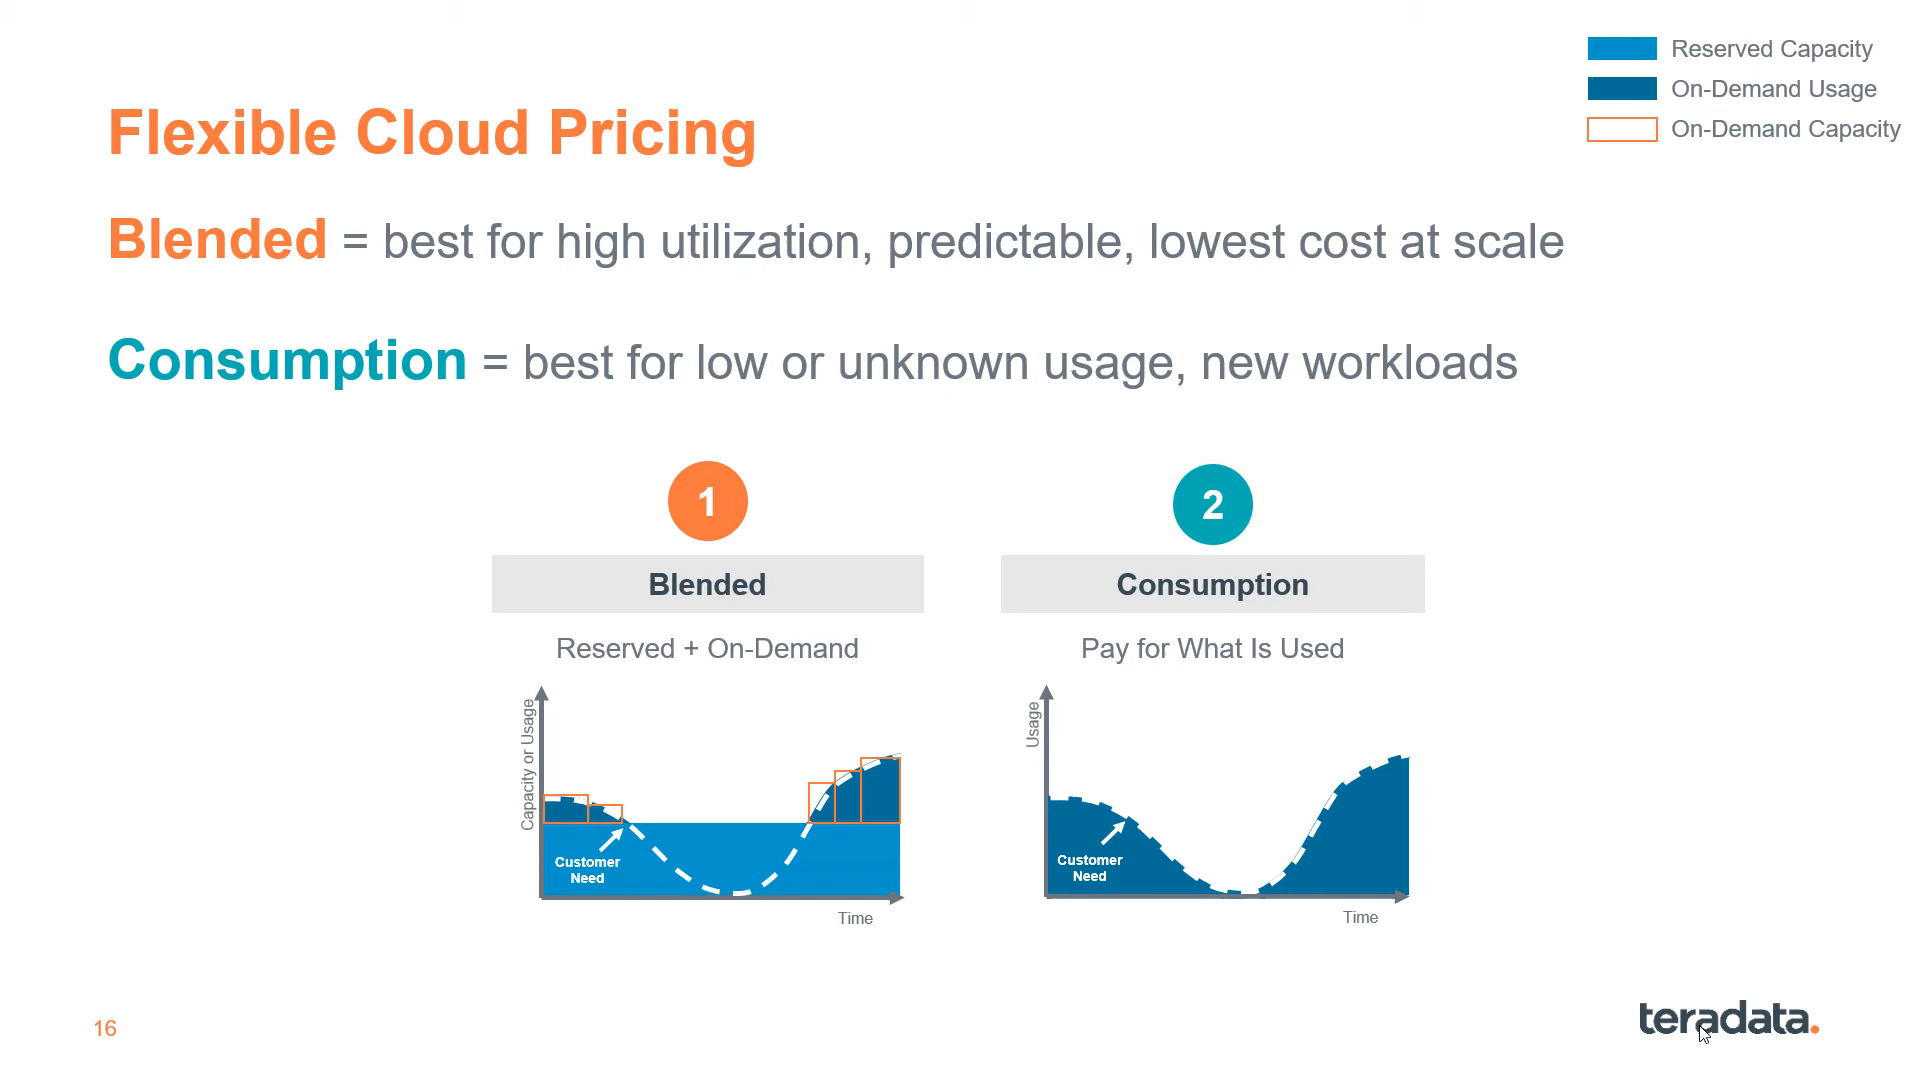 Reserved Capacity
On-Demand Usage
On-Demand Capacity
Flexible Cloud Pricing
Blended = best for high utilization, predictable, lowest cost at scale
Consumption = best for low or unknown usage, new workloads
1
Blended
Reserved + On-Demand
Capacity or Usage
Customer
Need
Time
2
Consumption
Pay for What Is Used
Usage
Customer
Need
Time
16
teradata.